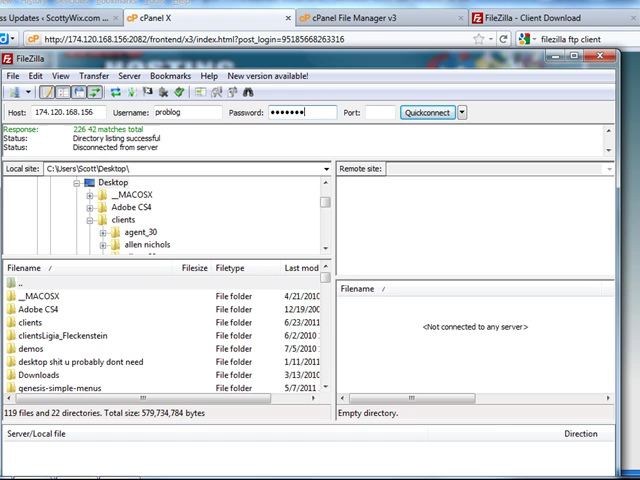 ss Updates - ScottyWix.com ... cPanel X cPanel File Manager v3 FileZilla - Client Download
http://174.120.168.156:2082/frontend/x3/index.html?post_login=95185668263316 filezilla ftp client
HOSTING
FileZilla
File Edit View Transfer Server Bookmarks Help New version available!
Host: 174.120.168.156 Username: problog Password: ●●●●●●● Port: Quickconnect
Response: 226 42 matches total
Status: Directory listing successful
Status: Disconnected from server
Local site: C:\Users\Scott\Desktop\ Remote site:
Desktop
__MACOSX
Adobe CS4
clients
agent_30
allen nichols
Filename / Filesize Filetype Last mod
..
__MACOSX File folder 4/21/2010
Adobe CS4 File folder 12/19/200
clients File folder 6/23/2011
clientsLigia_Fleckenstein File folder 6/2/2010
demos File folder 7/5/2010
desktop shit u probably dont need File folder 1/11/2011
Downloads File folder 3/13/2010
genesis-simple-menus File folder 5/7/2011
119 files and 22 directories. Total size: 579,734,784 bytes
Filename /
<Not connected to any server>
Empty directory.
Server/Local file Direction